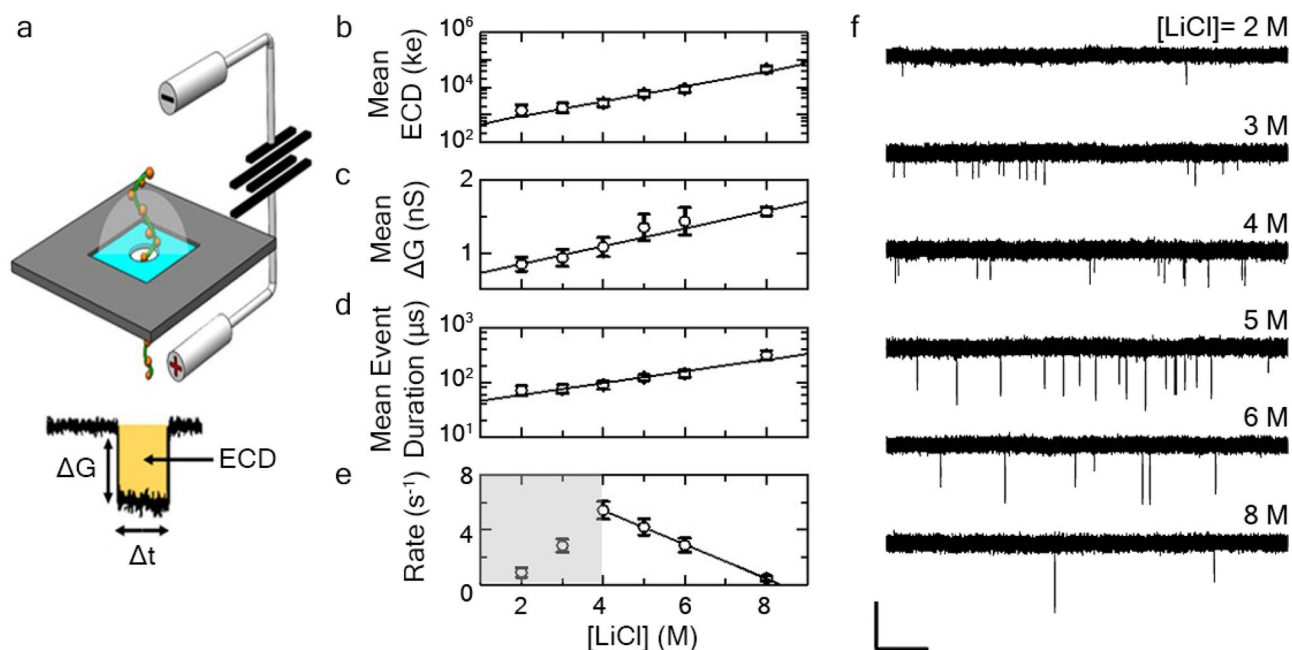 a
−
+
ΔG
ECD
Δt
b
Mean
ECD (ke)
10⁶
10⁴
10²
c
Mean
ΔG (nS)
2
1
d
Mean Event
Duration (µs)
10³
10²
10¹
e
Rate (s⁻¹)
8
4
0
2 4 6 8
[LiCl] (M)
f
[LiCl]= 2 M
3 M
4 M
5 M
6 M
8 M